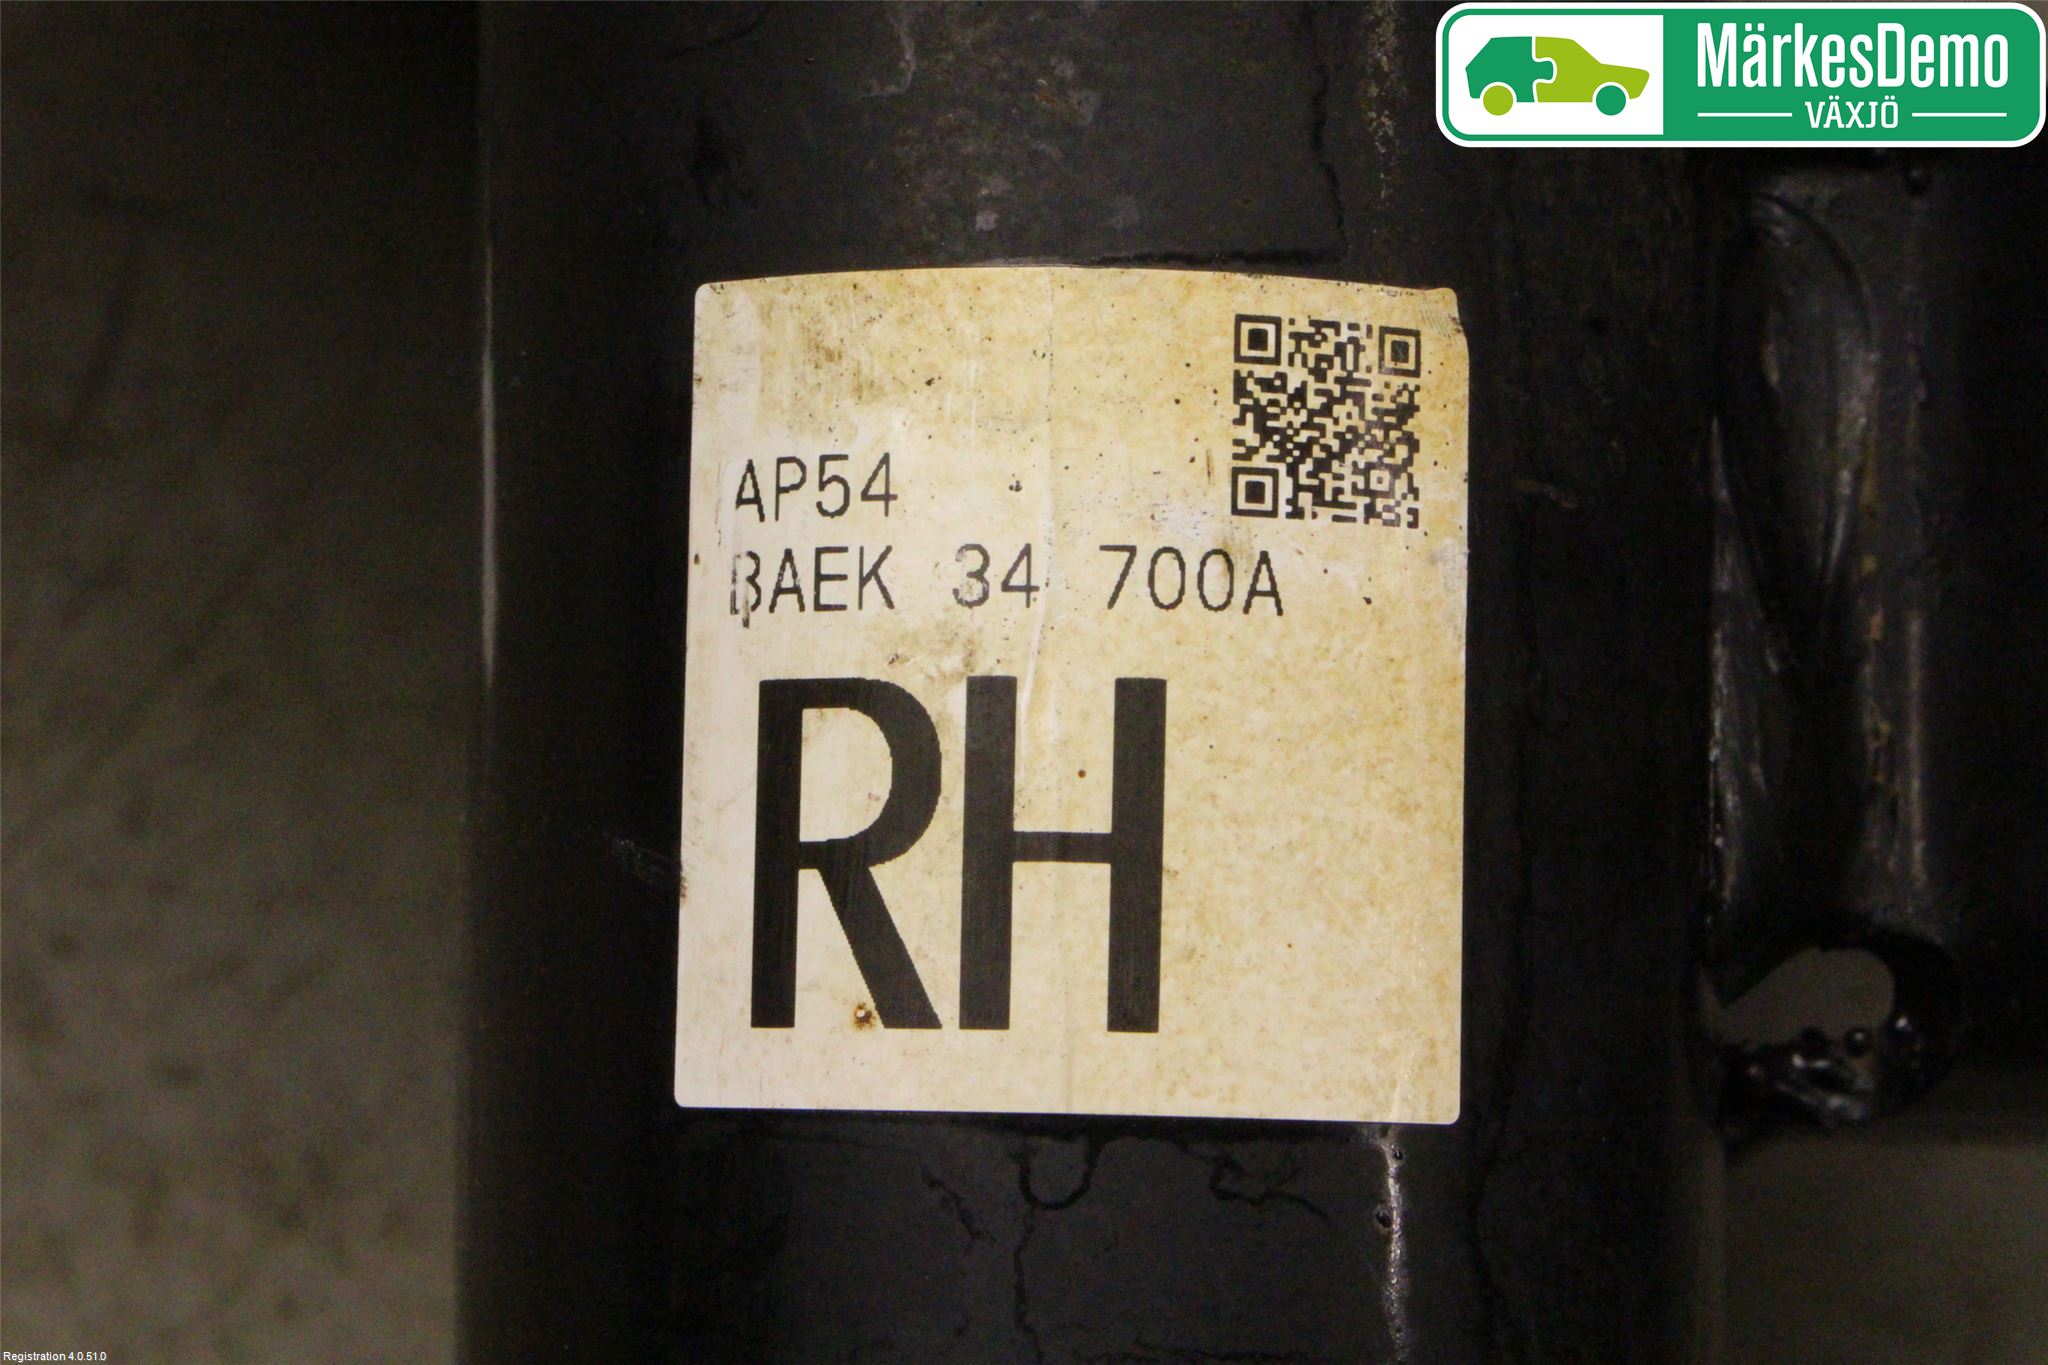 MärkesDemo
VÄXJÖ
AP54
BAEK 34 700A
RH
Registration 4.0.51.0